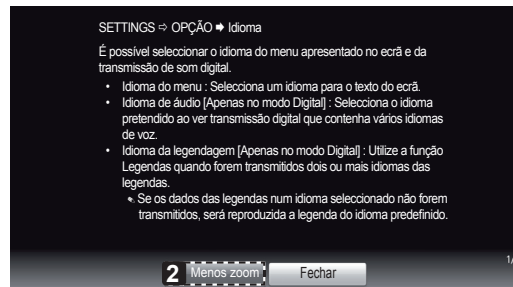 SETTINGS ⇨ OPÇÃO ➡ Idioma
É possível seleccionar o idioma do menu apresentado no ecrã e da
transmissão de som digital.
• Idioma do menu : Selecciona um idioma para o texto do ecrã.
• Idioma de áudio [Apenas no modo Digital] : Selecciona o idioma
pretendido ao ver transmissão digital que contenha vários idiomas
de voz.
• Idioma da legendagem [Apenas no modo Digital] : Utilize a função
Legendas quando forem transmitidos dois ou mais idiomas das
legendas.
Se os dados das legendas num idioma seleccionado não forem
transmitidos, será reproduzida a legenda do idioma predefinido.
1/
2 Menos zoom Fechar